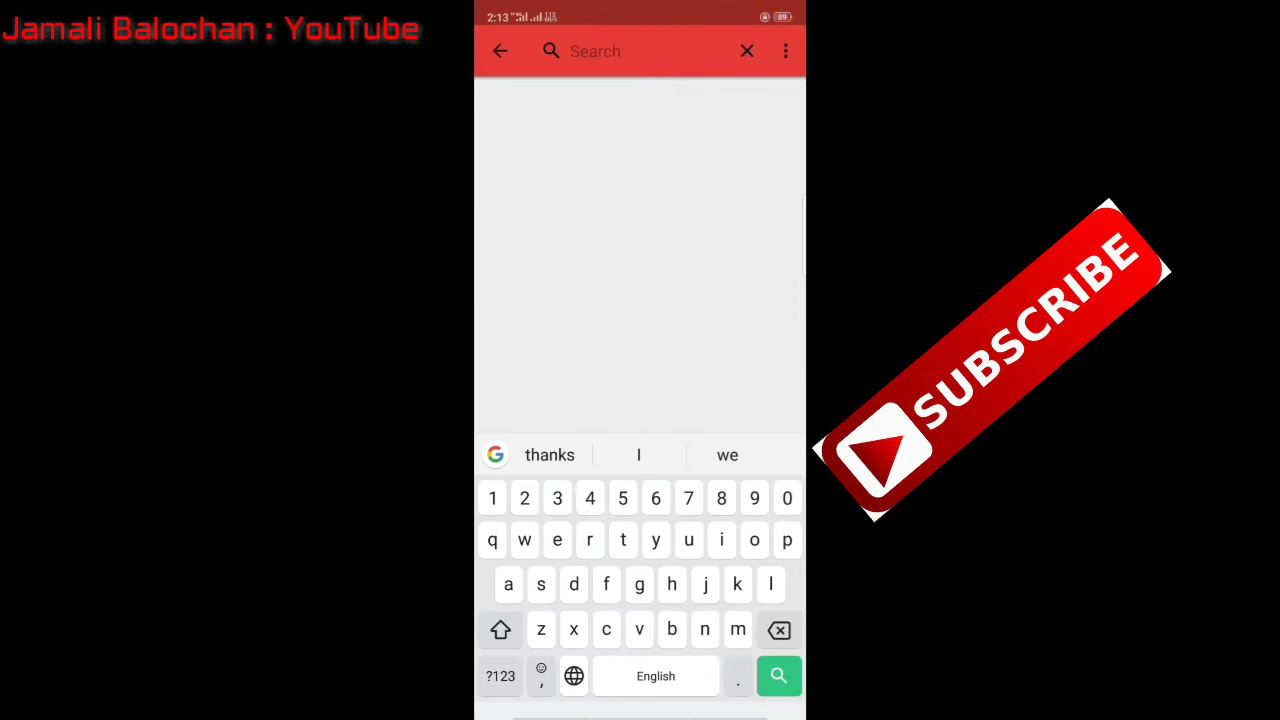 Jamali Balochan : YouTube
2:13
89
Search
SUBSCRIBE
thanks I we
1 2 3 4 5 6 7 8 9 0
q w e r t y u i o p
a s d f g h j k l
z x c v b n m
?123 , English .